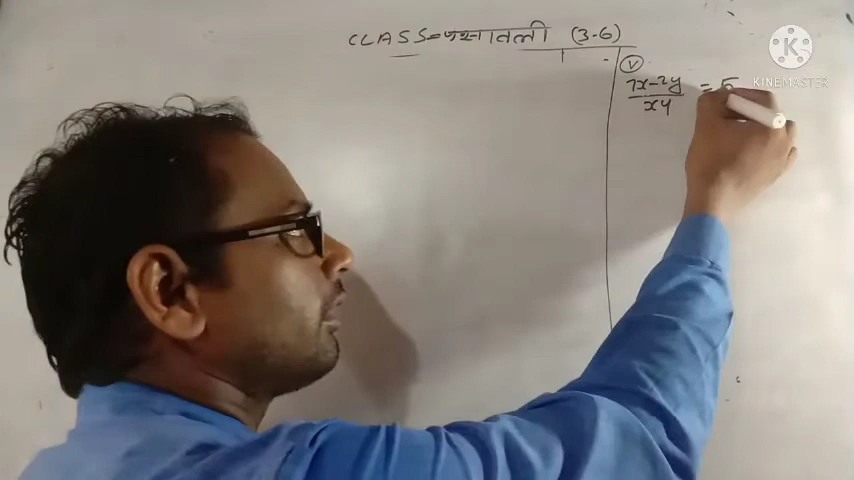 CLASS=प्रश्नावली (3-6)
K
KINEMASTER
(v)
7x-2y
xy
= 5